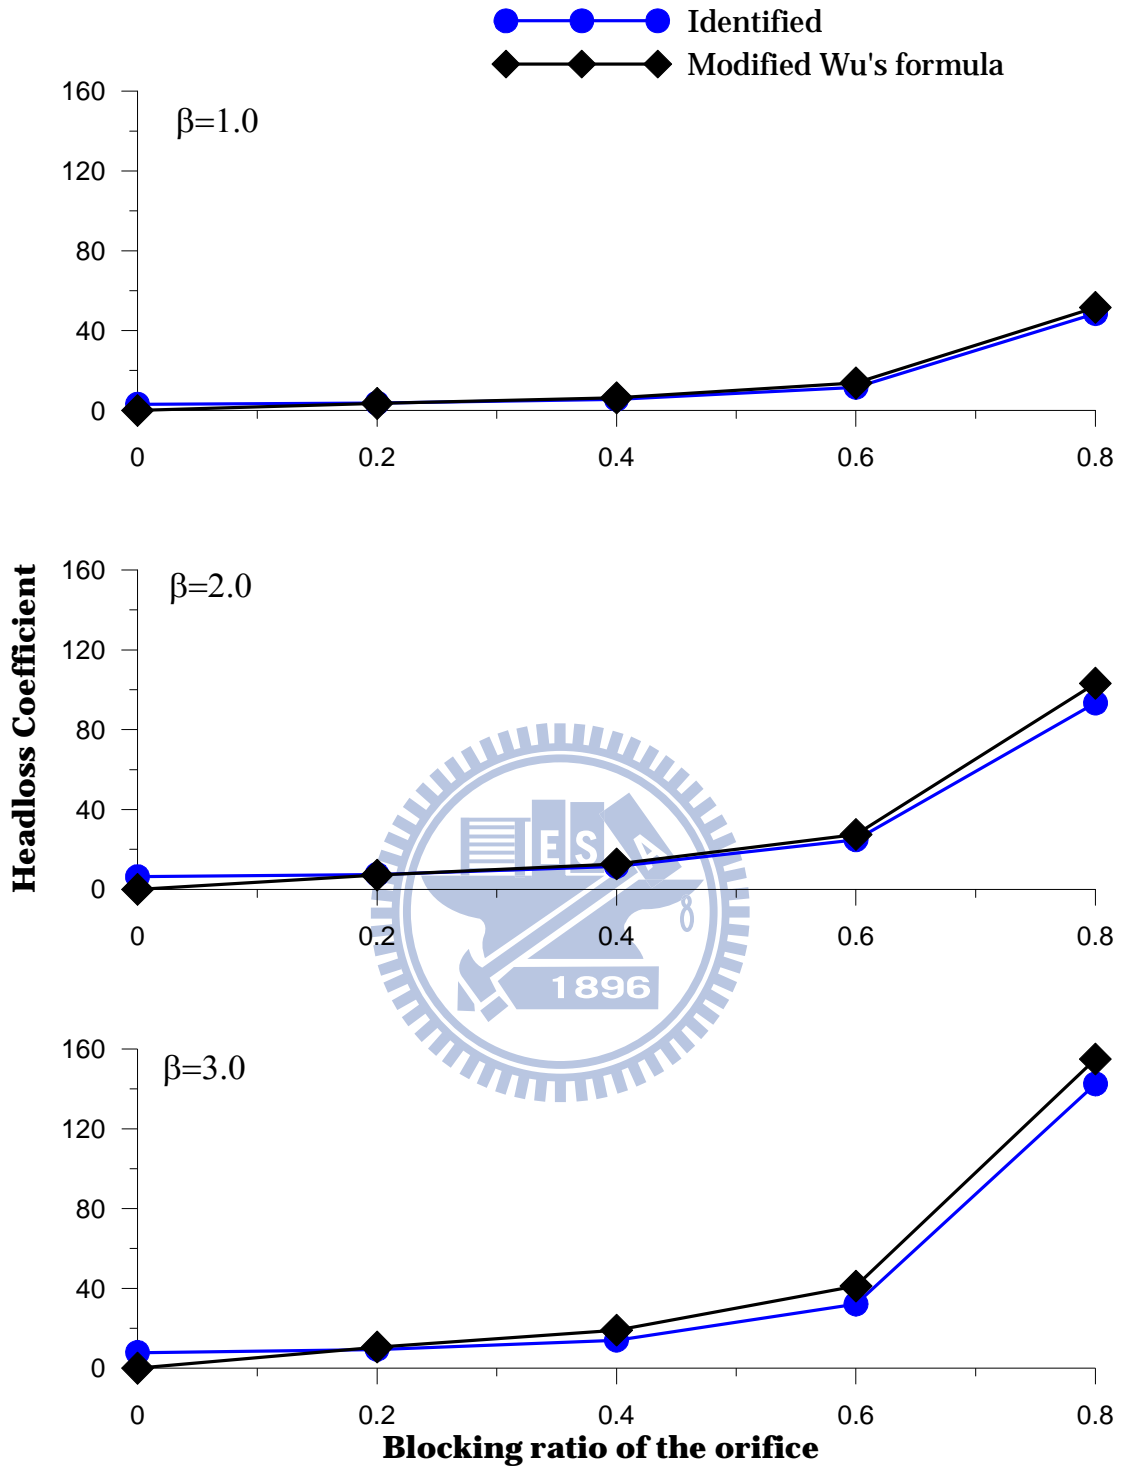 Identified
Modified Wu's formula
β=1.0
160
120
80
40
0
0 0.2 0.4 0.6 0.8
Headloss Coefficient
β=2.0
160
120
80
40
0
0 0.2 0.4 0.6 0.8
E S A
1896
β=3.0
160
120
80
40
0
0 0.2 0.4 0.6 0.8
Blocking ratio of the orifice